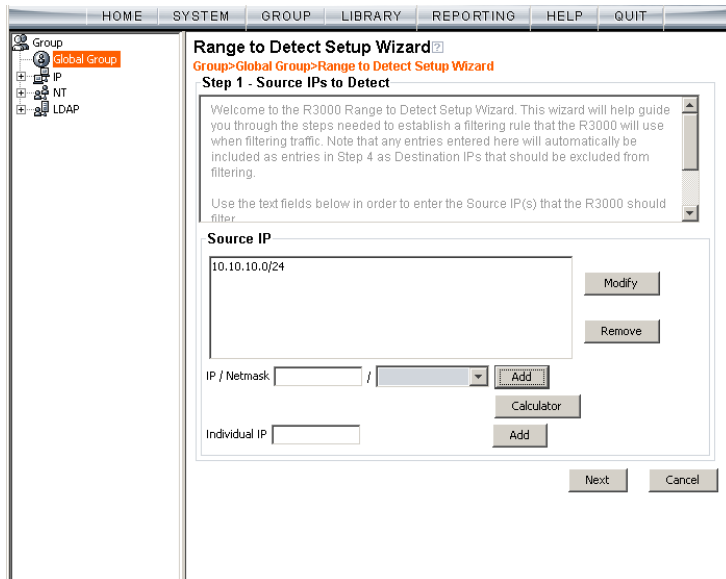 HOME SYSTEM GROUP LIBRARY REPORTING HELP QUIT
Group
Global Group
IP
NT
LDAP
Range to Detect Setup Wizard ?
Group>Global Group>Range to Detect Setup Wizard
Step 1 - Source IPs to Detect
Welcome to the R3000 Range to Detect Setup Wizard. This wizard will help guide
you through the steps needed to establish a filtering rule that the R3000 will use
when filtering traffic. Note that any entries entered here will automatically be
included as entries in Step 4 as Destination IPs that should be excluded from
filtering.
Use the text fields below in order to enter the Source IP(s) that the R3000 should
filter
Source IP
10.10.10.0/24
Modify
Remove
IP / Netmask / Add
Calculator
Individual IP Add
Next Cancel